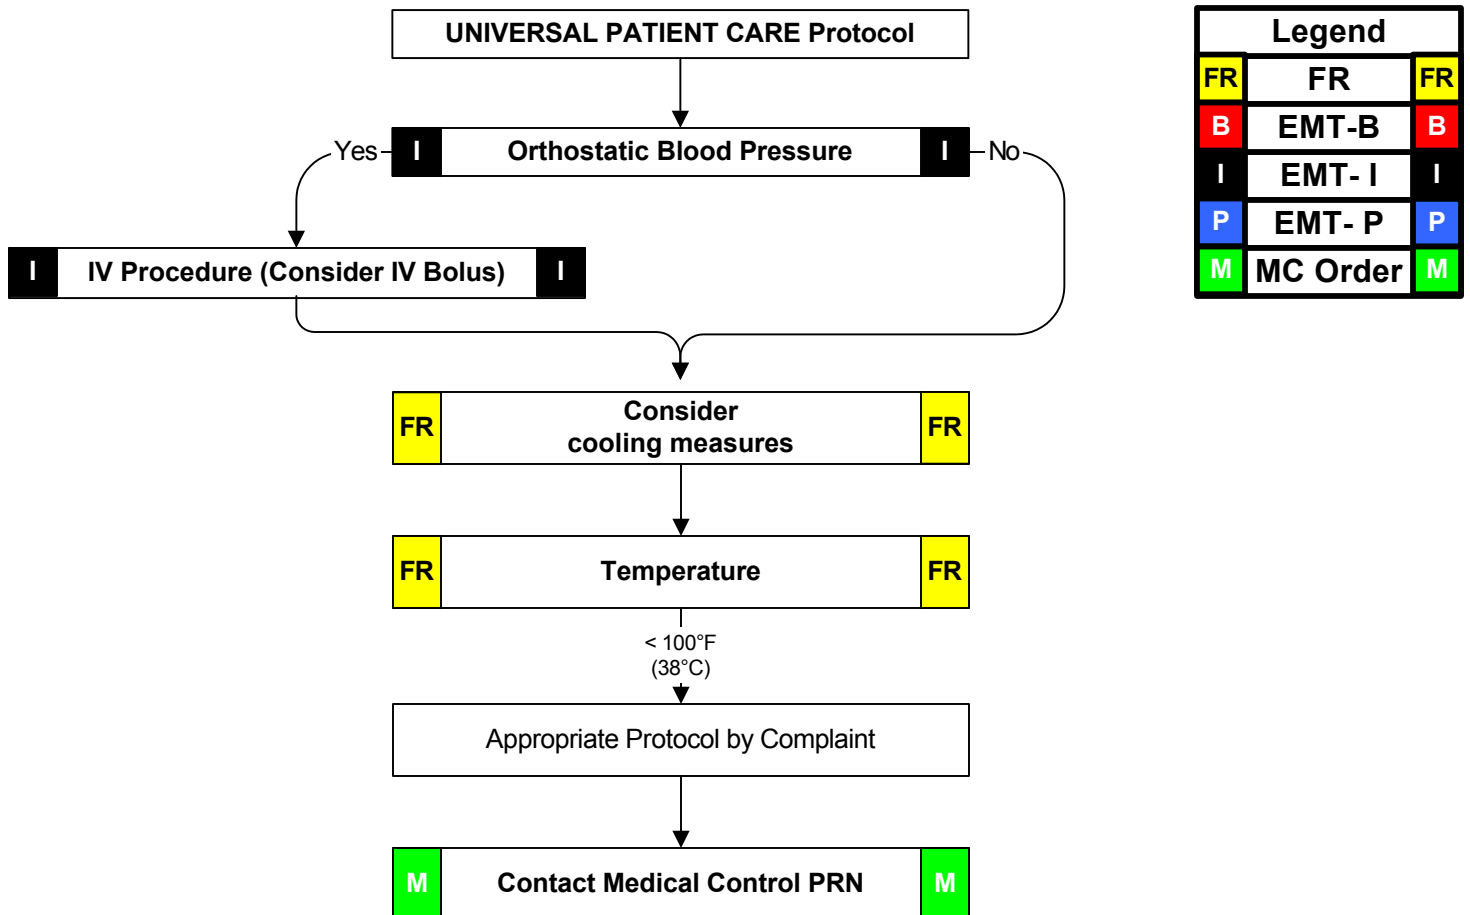 UNIVERSAL PATIENT CARE Protocol
Legend
FR FR FR
B EMT-B B
I EMT- I I
P EMT- P P
M MC Order M
Yes I Orthostatic Blood Pressure I No
I IV Procedure (Consider IV Bolus) I
FR Consider FR
cooling measures
FR Temperature FR
< 100°F
(38°C)
Appropriate Protocol by Complaint
M Contact Medical Control PRN M